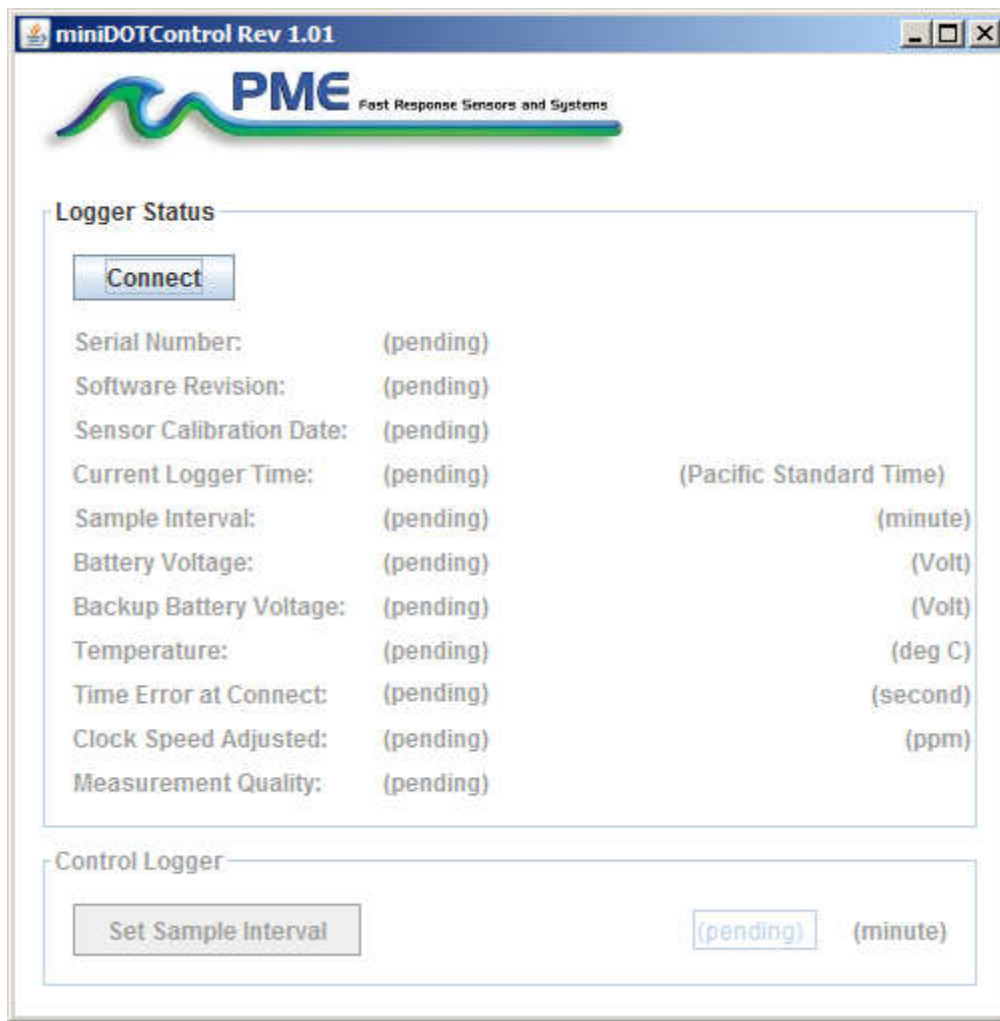 miniDOTControl Rev 1.01
PME Fast Response Sensors and Systems
Logger Status
Connect
Serial Number: (pending)
Software Revision: (pending)
Sensor Calibration Date: (pending)
Current Logger Time: (pending) (Pacific Standard Time)
Sample Interval: (pending) (minute)
Battery Voltage: (pending) (Volt)
Backup Battery Voltage: (pending) (Volt)
Temperature: (pending) (deg C)
Time Error at Connect: (pending) (second)
Clock Speed Adjusted: (pending) (ppm)
Measurement Quality: (pending)
Control Logger
Set Sample Interval (pending) (minute)